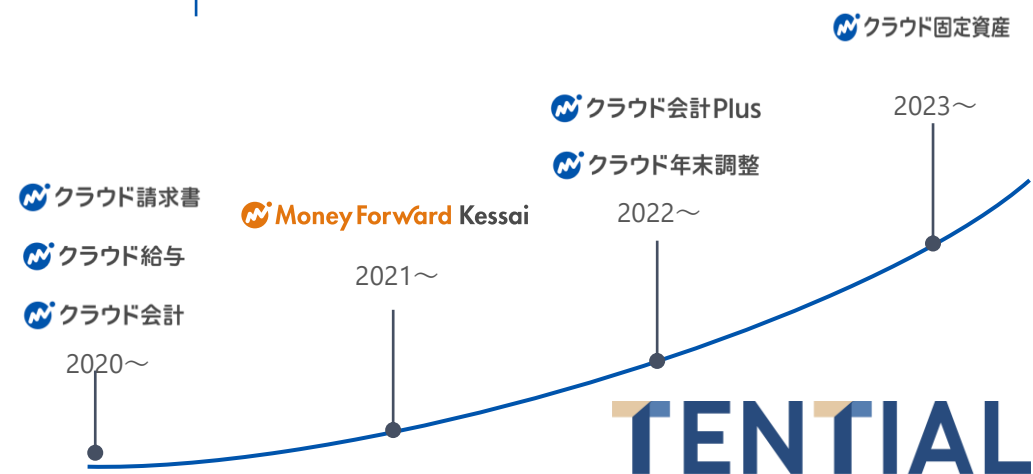 クラウド請求書
クラウド給与
クラウド会計
2020～
Money Forward Kessai
2021～
クラウド会計Plus
クラウド年末調整
2022～
クラウド固定資産
2023～
TENTIAL